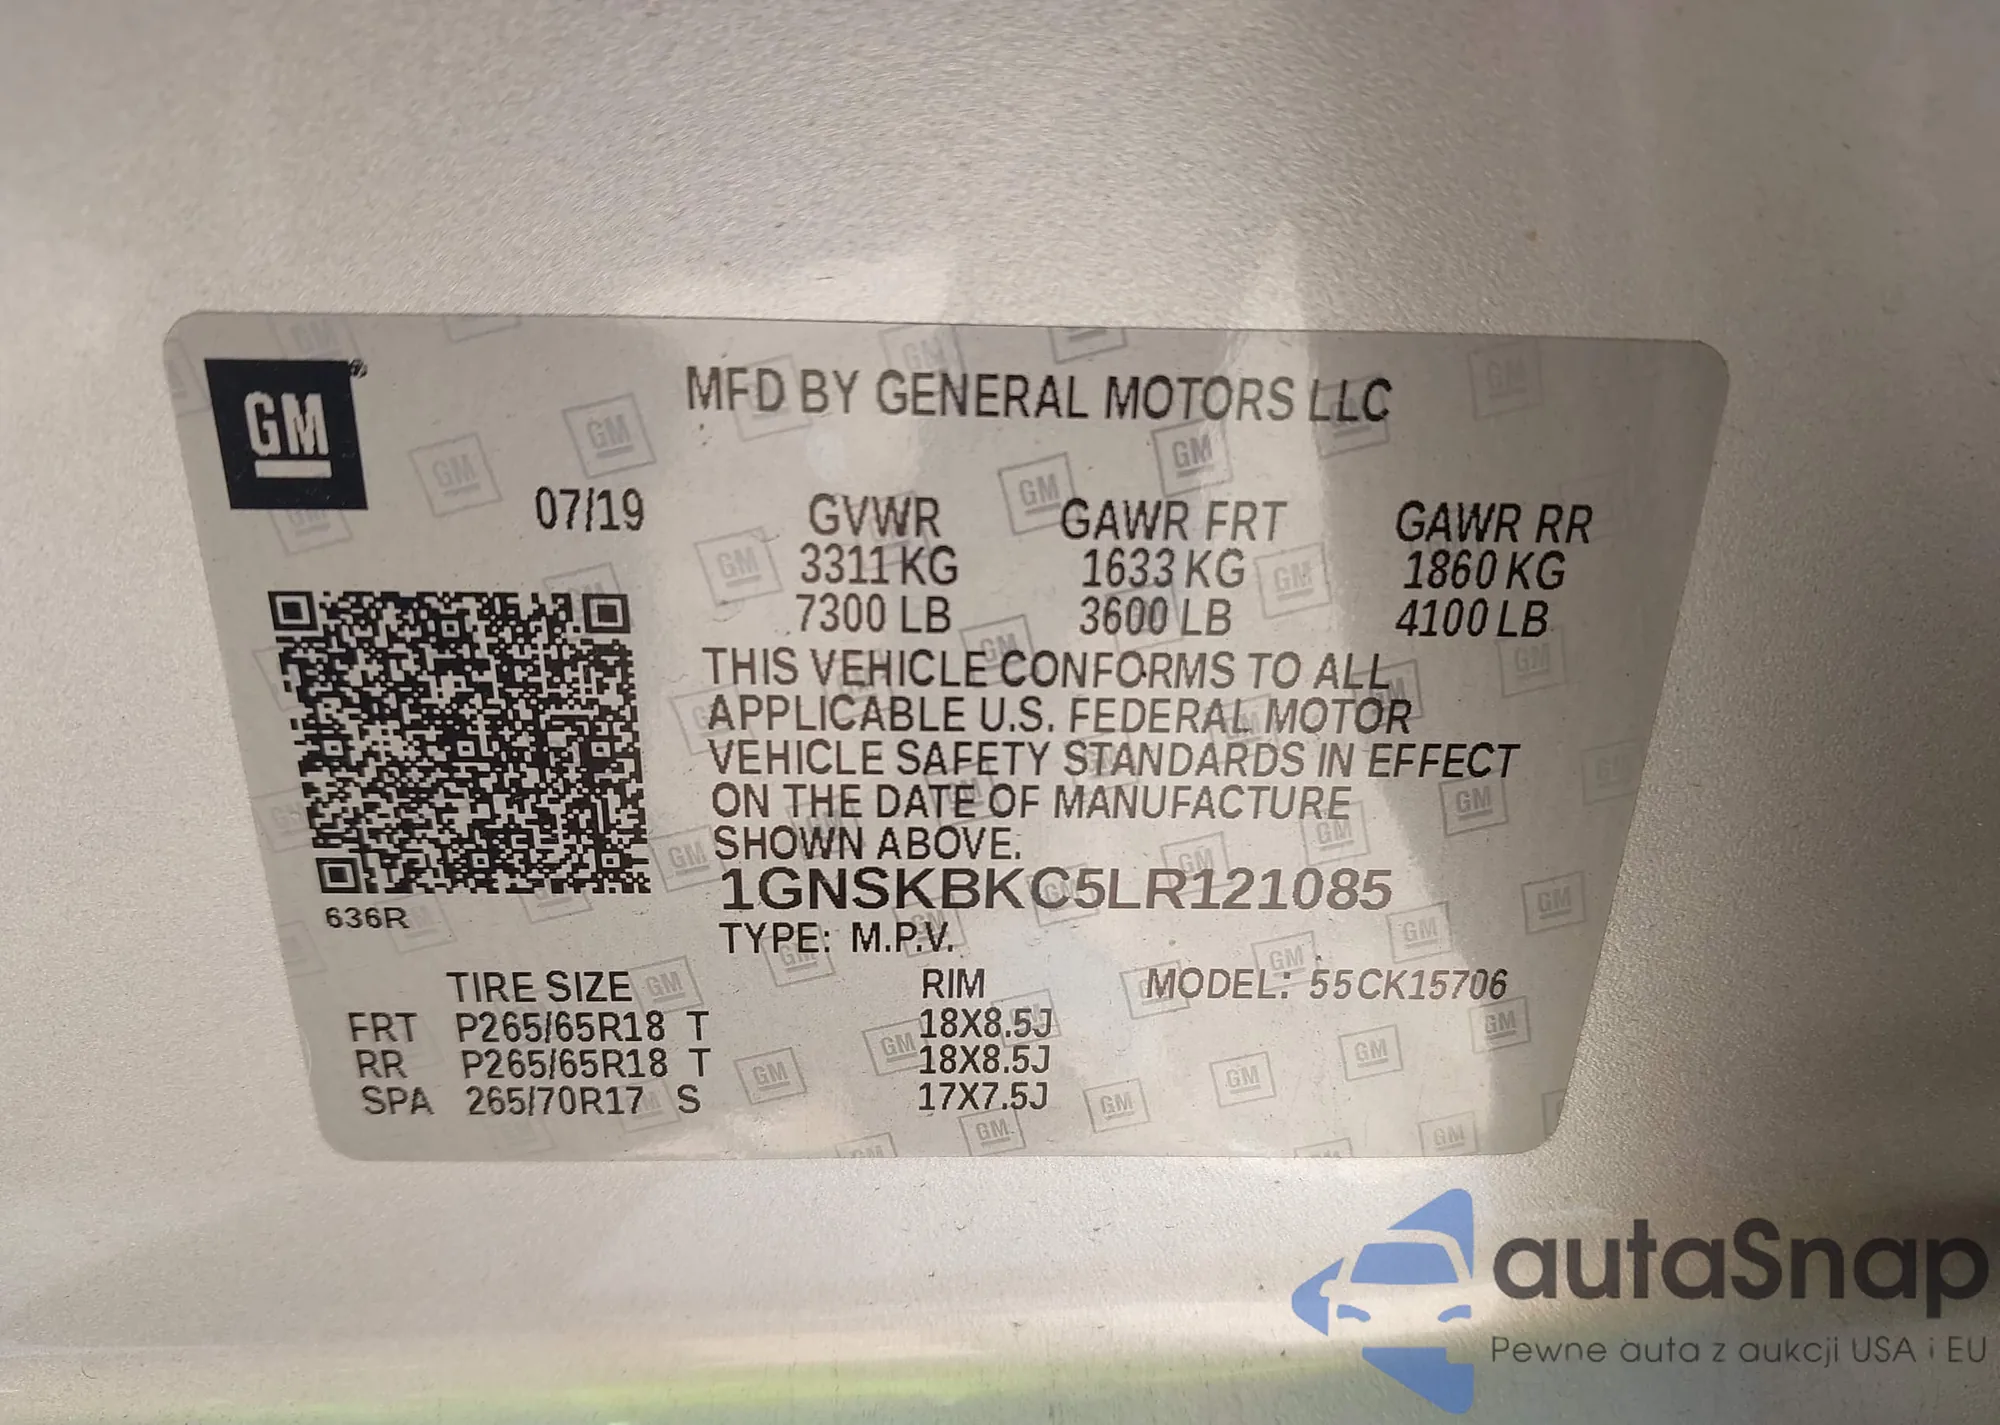 GM
MFD BY GENERAL MOTORS LLC
07/19 GVWR GAWR FRT GAWR RR
3311 KG 1633 KG 1860 KG
7300 LB 3600 LB 4100 LB
THIS VEHICLE CONFORMS TO ALL
APPLICABLE U.S. FEDERAL MOTOR
VEHICLE SAFETY STANDARDS IN EFFECT
ON THE DATE OF MANUFACTURE
SHOWN ABOVE.
636R
1GNSKBKC5LR121085
TYPE: M.P.V.
TIRE SIZE RIM MODEL: 55CK15706
FRT P265/65R18 T 18X8.5J
RR P265/65R18 T 18X8.5J
SPA 265/70R17 S 17X7.5J
autaSnap
Pewne auta z aukcji USA i EU